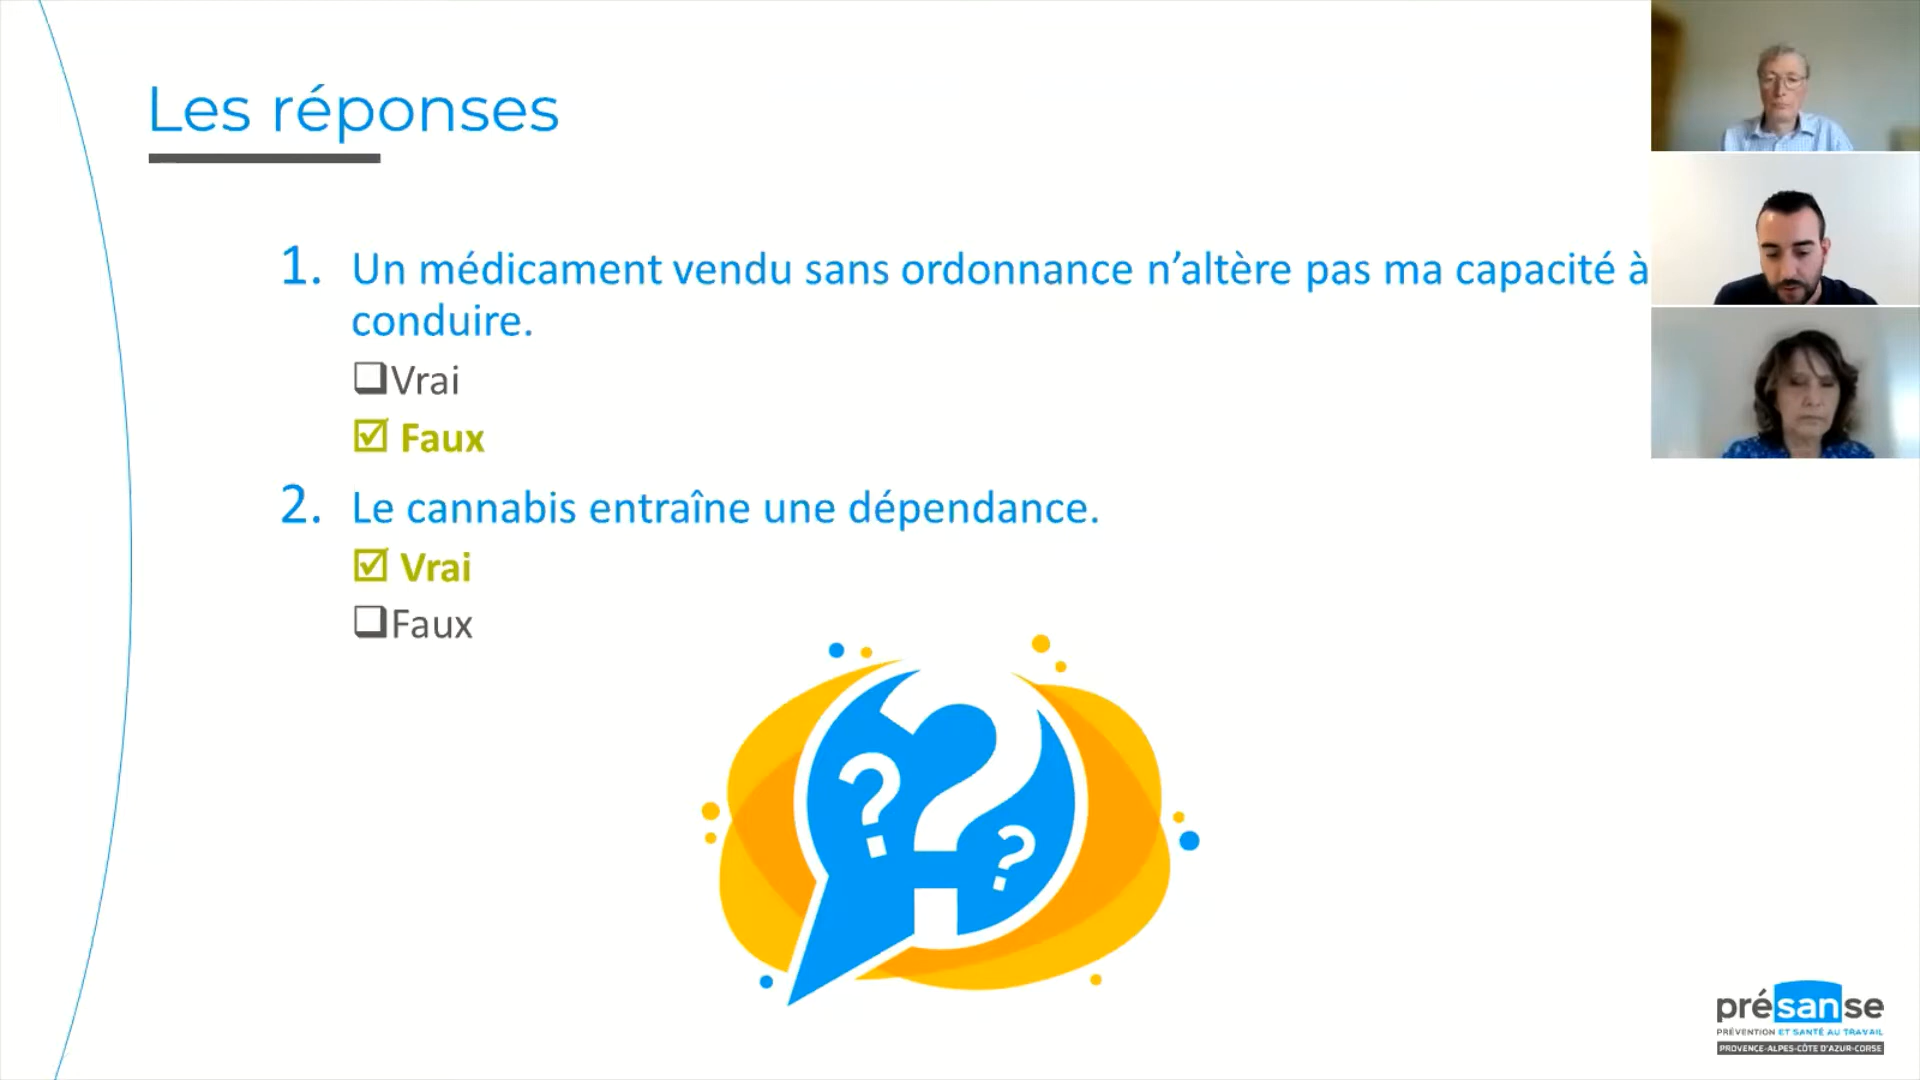 Les réponses
1. Un médicament vendu sans ordonnance n’altère pas ma capacité à
conduire.
❑Vrai
☑ Faux
2. Le cannabis entraîne une dépendance.
☑ Vrai
❑Faux
? ? ?
présanse
PRÉVENTION ET SANTÉ AU TRAVAIL
PROVENCE-ALPES-CÔTE D'AZUR-CORSE